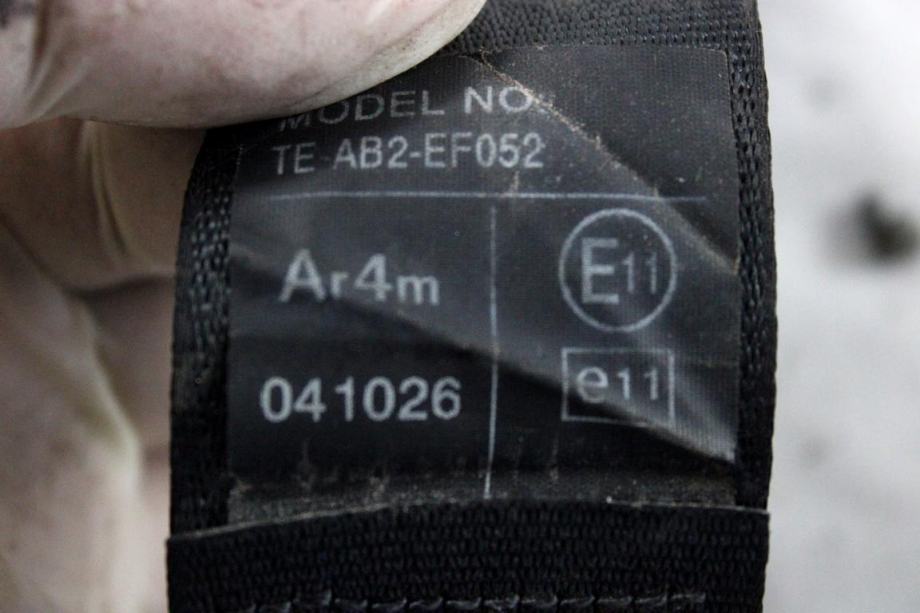 MODEL NO.
TE-AB2-EF052
Ar4m
E11
041026
e11